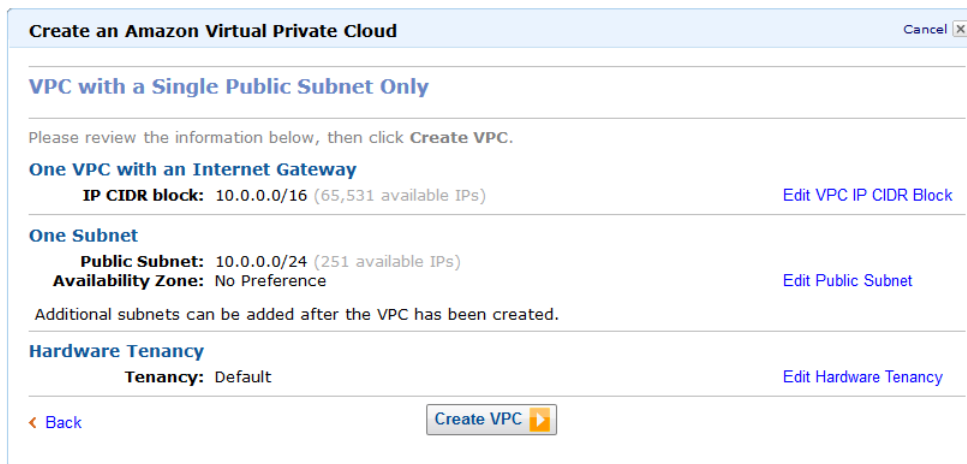 Create an Amazon Virtual Private Cloud Cancel
VPC with a Single Public Subnet Only
Please review the information below, then click Create VPC.
One VPC with an Internet Gateway
IP CIDR block: 10.0.0.0/16 (65,531 available IPs) Edit VPC IP CIDR Block
One Subnet
Public Subnet: 10.0.0.0/24 (251 available IPs)
Availability Zone: No Preference Edit Public Subnet
Additional subnets can be added after the VPC has been created.
Hardware Tenancy
Tenancy: Default Edit Hardware Tenancy
Back Create VPC